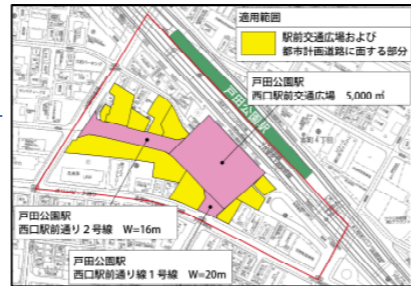 適用範囲
駅前交通広場および
都市計画道路に面する部分
戸田公園駅
西口駅前交通広場　5,000 ㎡
戸田公園駅
戸田公園駅
西口駅前通り２号線　W=16m
戸田公園駅
西口駅前通り線１号線　W=20m